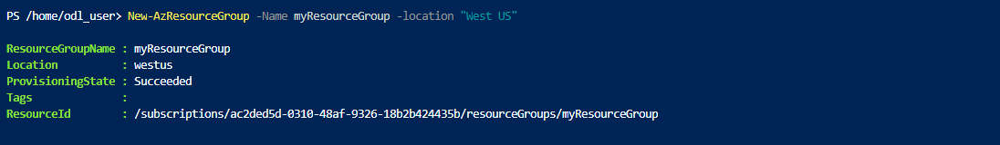 PS /home/odl_user> New-AzResourceGroup -Name myResourceGroup -location "West US"
ResourceGroupName : myResourceGroup
Location          : westus
ProvisioningState : Succeeded
Tags              :
ResourceId        : /subscriptions/ac2ded5d-0310-48af-9326-18b2b424435b/resourceGroups/myResourceGroup